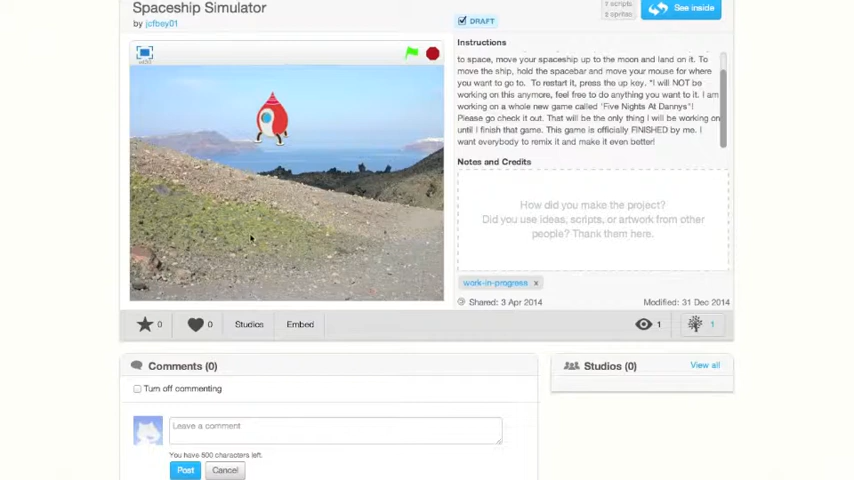 Spaceship Simulator
by jcfbey01
DRAFT
See inside
Instructions
to space, move your spaceship up to the moon and land on it. To
move the ship, hold the spacebar and move your mouse for where
you want to go to. To restart it, press the up key. *I will NOT be
working on this anymore, feel free to do anything you want to it. I am
working on a whole new game called 'Five Nights At Dannys'!
Please go check it out. That will be the only thing I will be working on
until I finish that game. This game is officially FINISHED by me. I
want everybody to remix it and make it even better!
Notes and Credits
How did you make the project?
Did you use ideas, scripts, or artwork from other
people? Thank them here.
work-in-progress x
Shared: 3 Apr 2014 Modified: 31 Dec 2014
0 0 Studios Embed 1 1
Comments (0)
Turn off commenting
Leave a comment
You have 500 characters left.
Post Cancel
Studios (0) View all